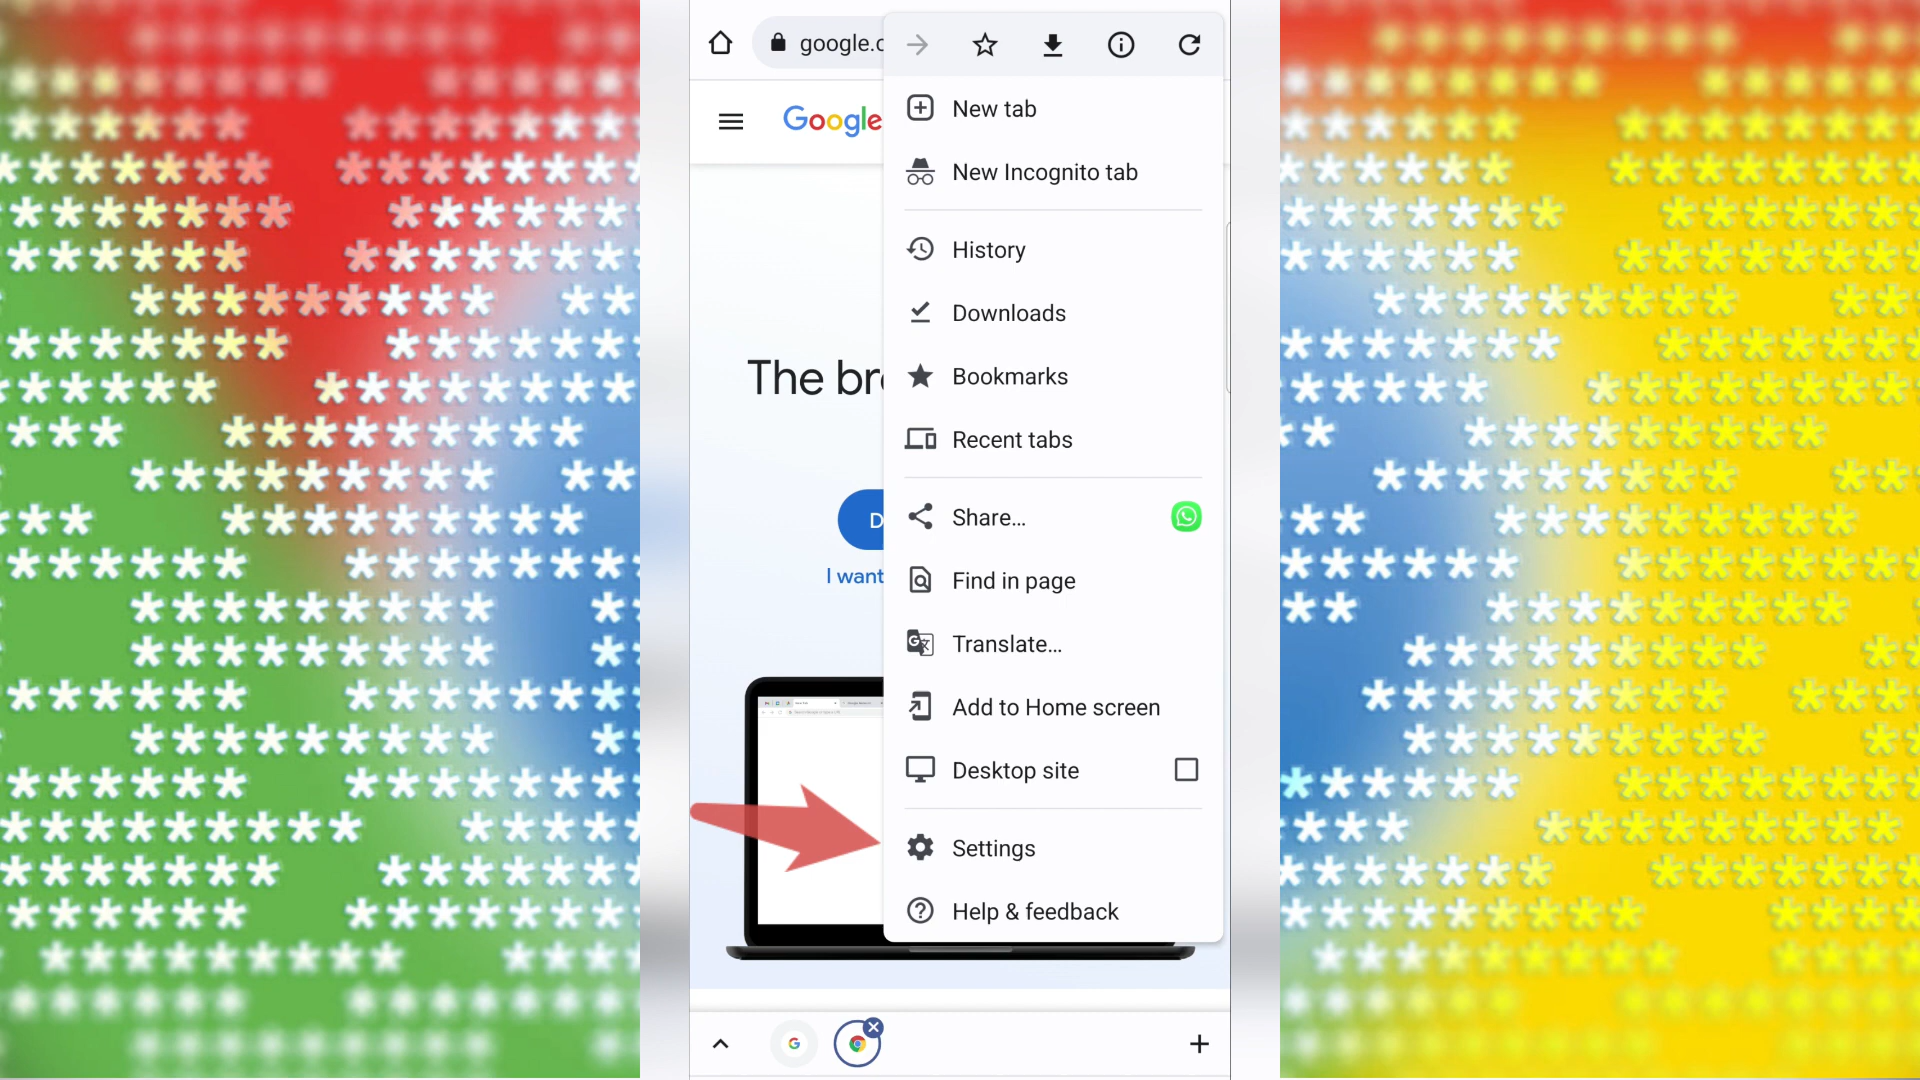 google.c
Google
New tab
New Incognito tab
History
Downloads
The br
Bookmarks
Recent tabs
D
Share...
I want
Find in page
Translate...
Add to Home screen
Desktop site
Settings
Help & feedback